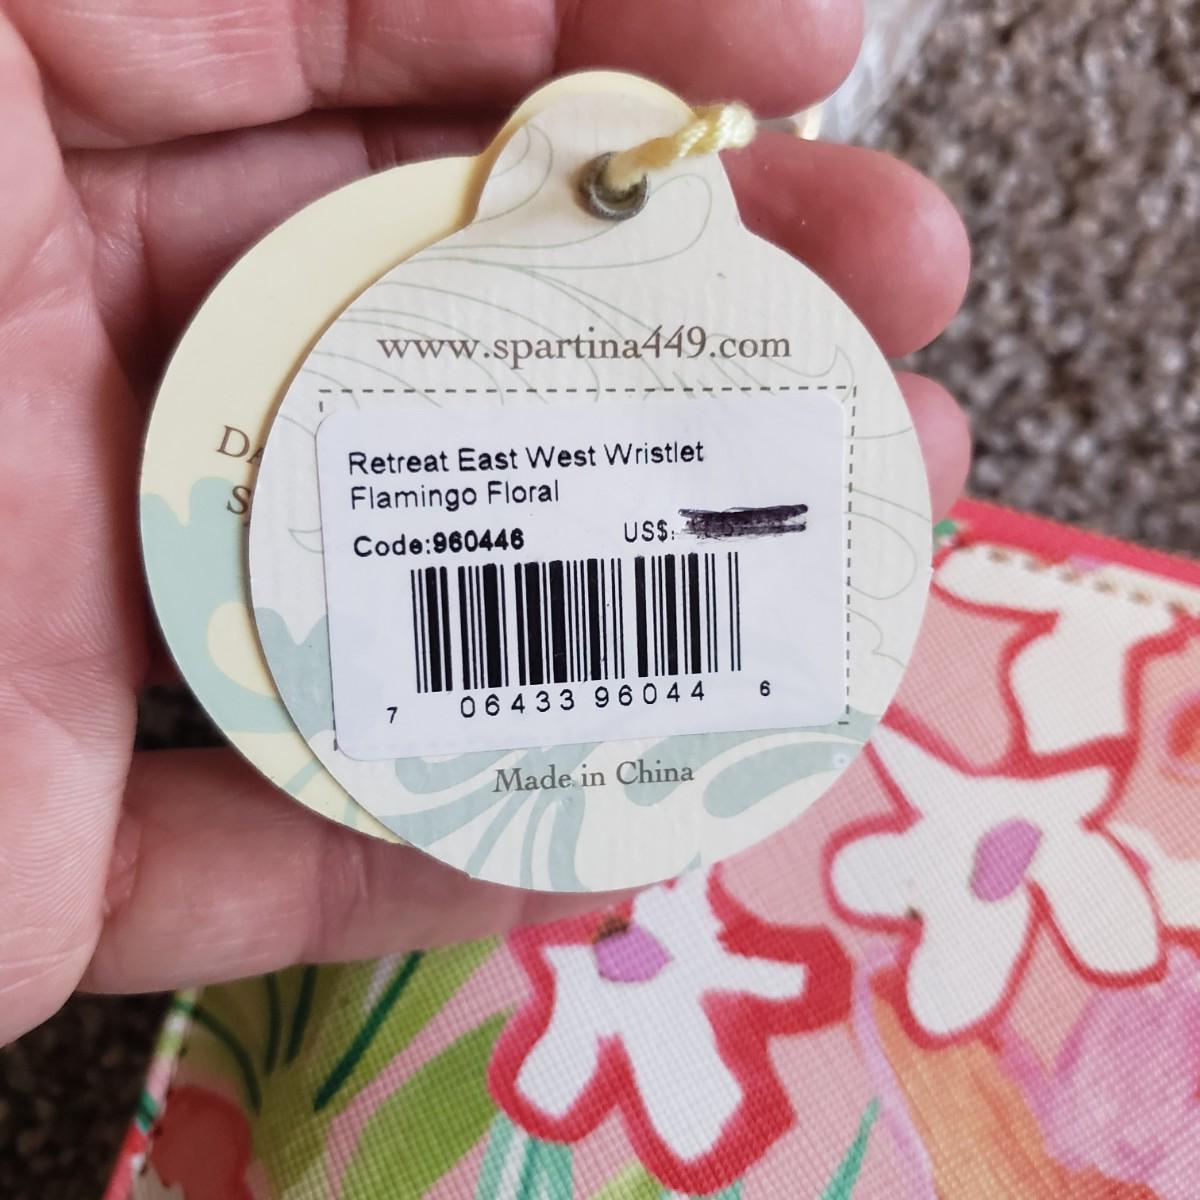 www.spartina449.com
Retreat East West Wristlet
Flamingo Floral
Code:960446 US$:
7 06433 96044 6
Made in China